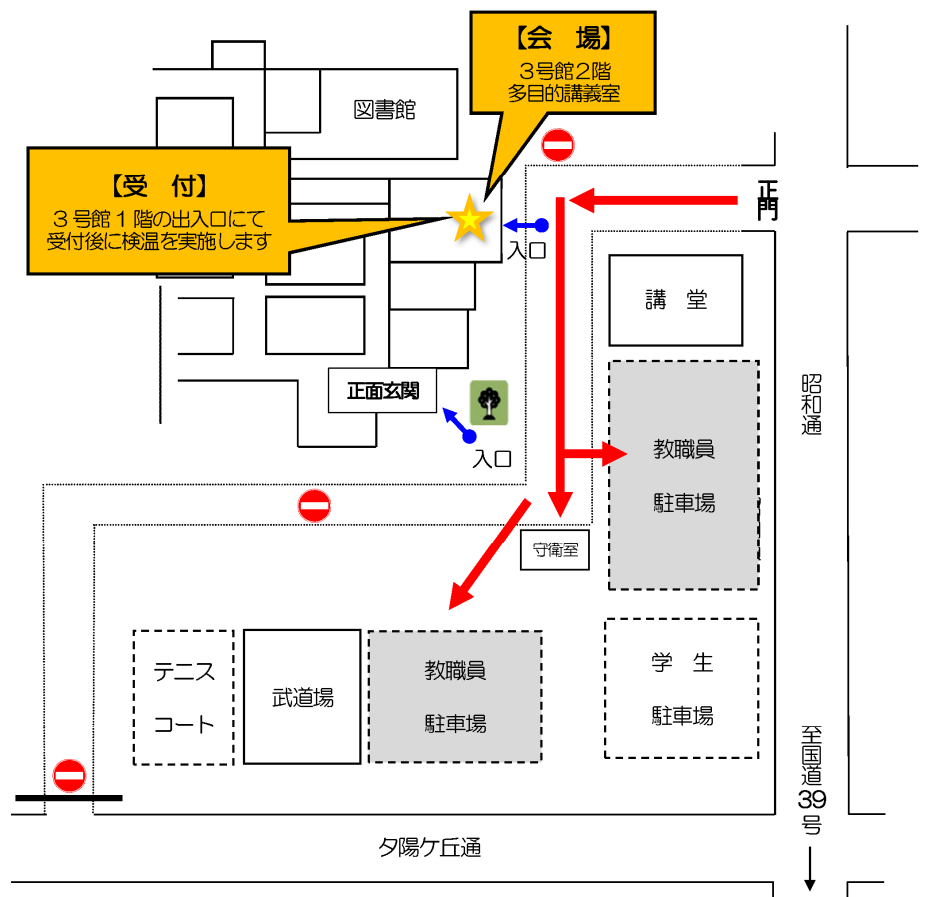 【会　場】
３号館２階
多目的講義室
図書館
【受　付】
３号館１階の出入口にて
受付後に検温を実施します
正門
入口
講　堂
正面玄関
入口
昭和通
教職員
駐車場
守衛室
テニス
コート
武道場
教職員
駐車場
学　生
駐車場
至国道39号
夕陽ケ丘通